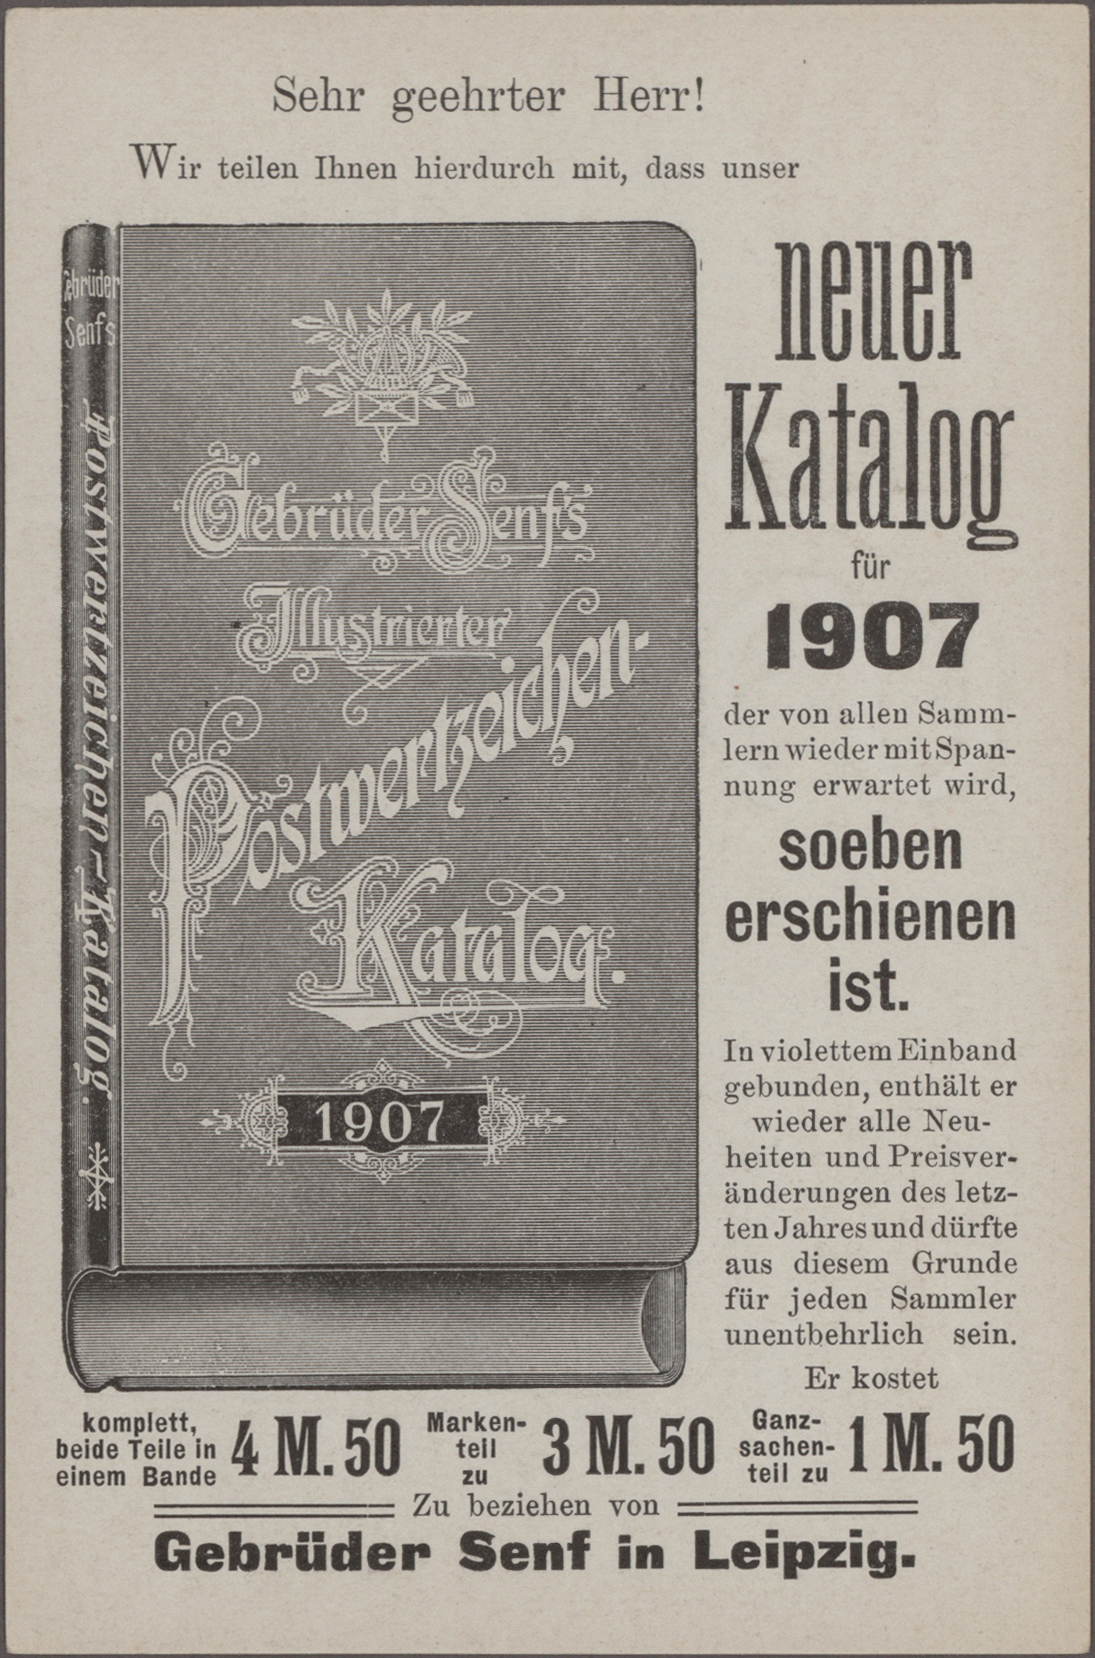 Sehr geehrter Herr!
Wir teilen Ihnen hierdurch mit, dass unser
Gebrüder
Senfs
Postwertzeichen-Katalog.
Gebrüder Senf's
Illustrierter
Postwertzeichen-
Katalog.
1907
neuer
Katalog
für
1907
der von allen Samm-
lern wieder mit Span-
nung erwartet wird,
soeben
erschienen
ist.
In violettem Einband
gebunden, enthält er
wieder alle Neu-
heiten und Preisver-
änderungen des letz-
ten Jahres und dürfte
aus diesem Grunde
für jeden Sammler
unentbehrlich sein.
Er kostet
komplett,
beide Teile in
einem Bande
4 M. 50
Marken-
teil
zu
3 M. 50
Ganz-
sachen-
teil zu
1 M. 50
Zu beziehen von
Gebrüder Senf in Leipzig.